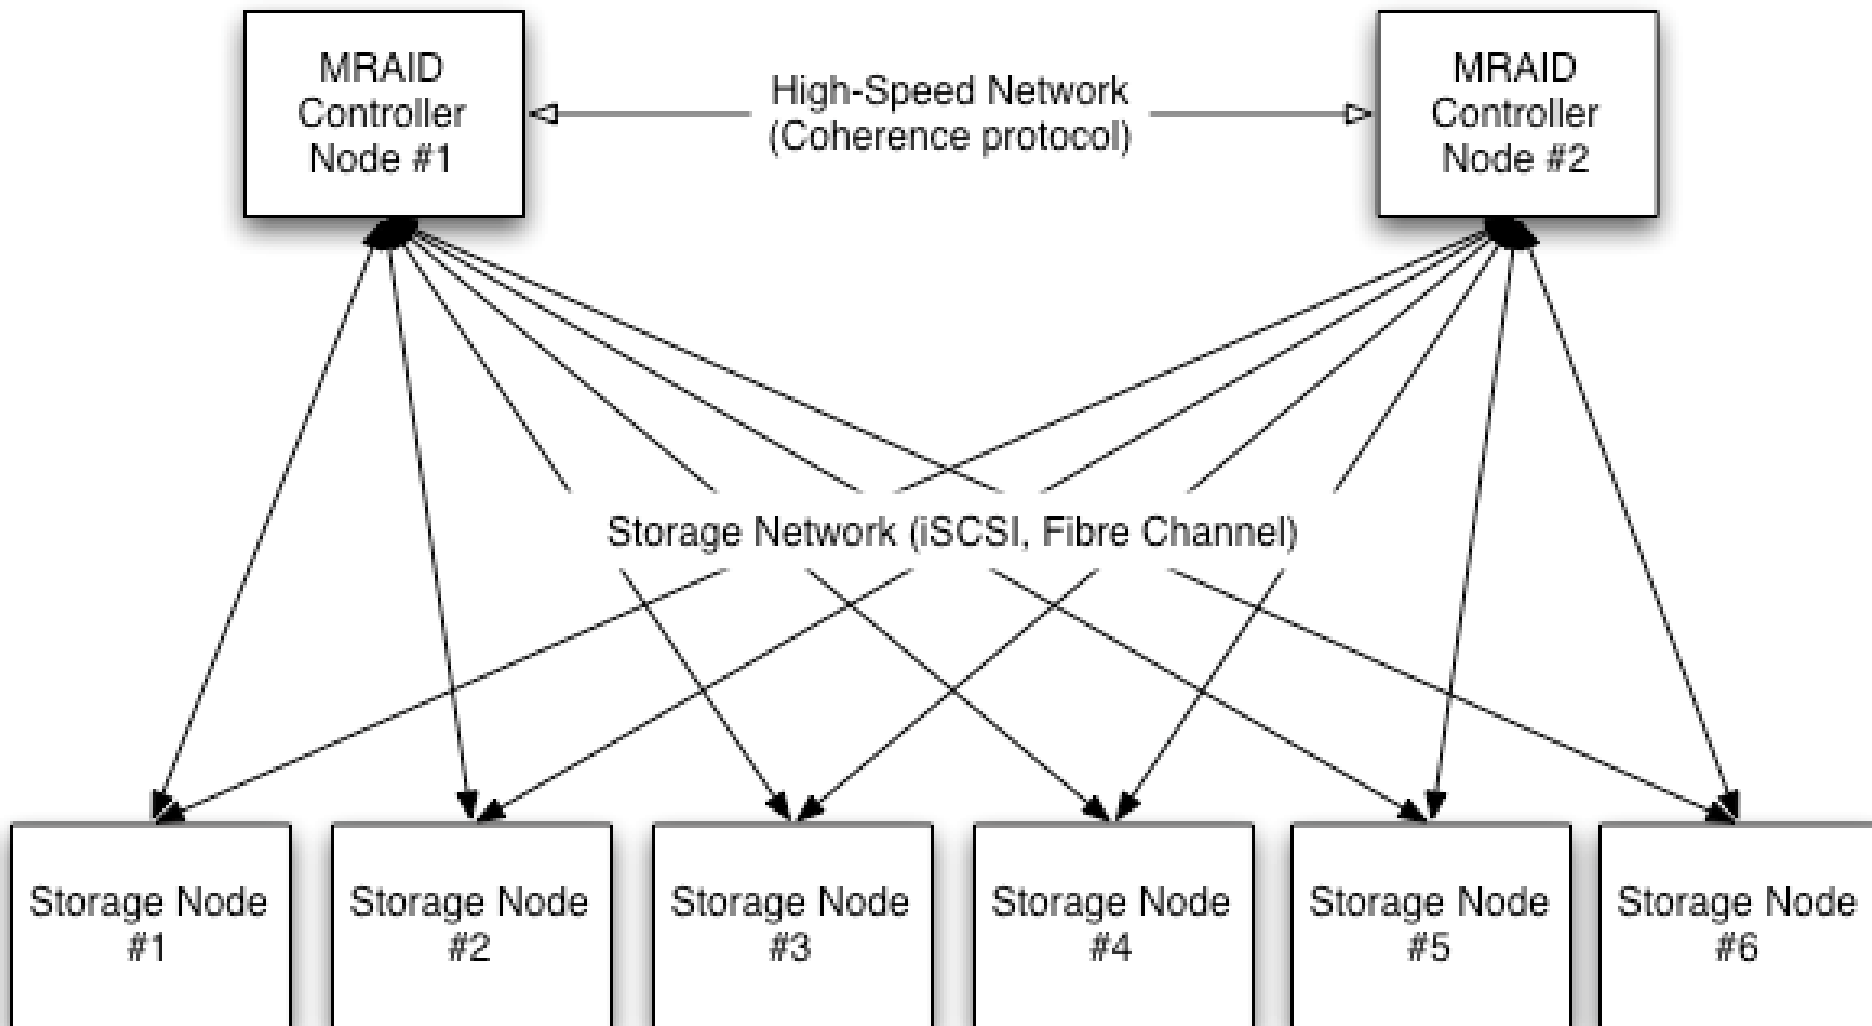 MRAID
Controller
Node #1
High-Speed Network
(Coherence protocol)
MRAID
Controller
Node #2
Storage Network (iSCSI, Fibre Channel)
Storage Node
#1
Storage Node
#2
Storage Node
#3
Storage Node
#4
Storage Node
#5
Storage Node
#6